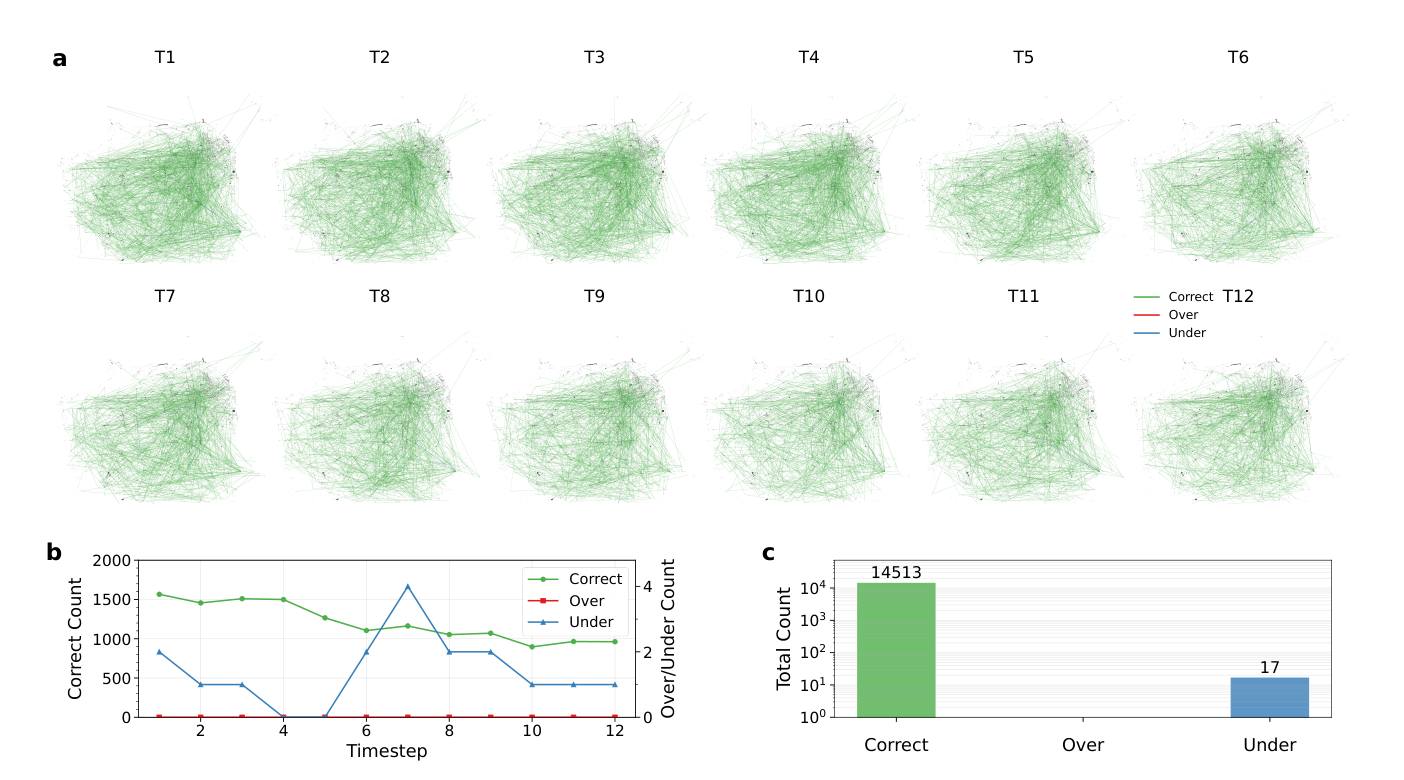 a
T1 T2 T3 T4 T5 T6
T7 T8 T9 T10 T11 T12
Correct
Over
Under
b
2000
1500
1000
500
0
Correct Count
2 4 6 8 10 12
Timestep
4
2
0
Over/Under Count
Correct
Over
Under
c
10^4
10^3
10^2
10^1
10^0
Total Count
14513
17
Correct Over Under